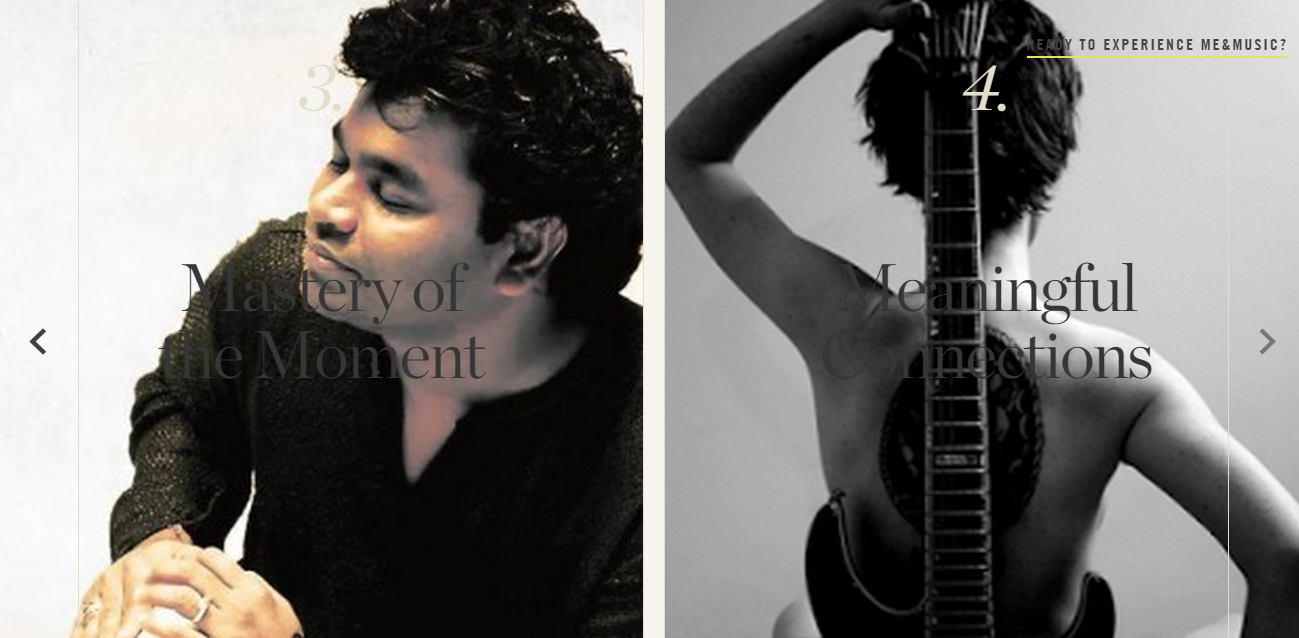 READY TO EXPERIENCE ME&MUSIC?
3.
Mastery of
the Moment
4.
Meaningful
Connections